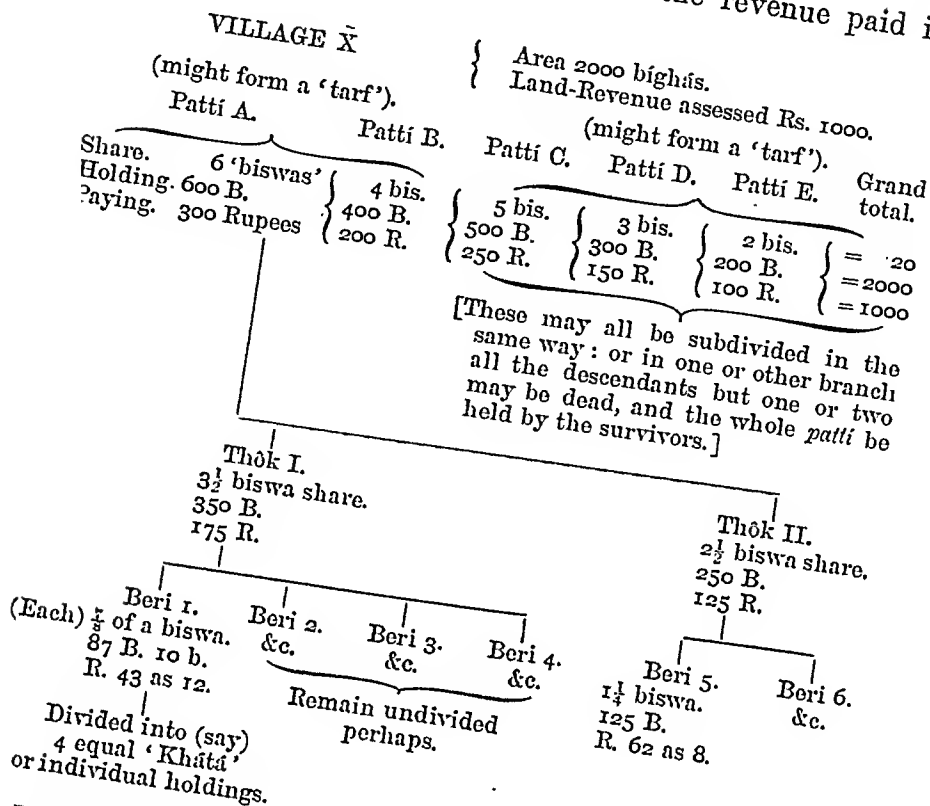 the revenue paid i
VILLAGE X̄
{ Area 2000 bíghás.
Land-Revenue assessed Rs. 1000.
(might form a ‘tarf’).
(might form a ‘tarf’).
Pattí A. Pattí B. Pattí C. Pattí D. Pattí E. Grand total.
Share. 6 ‘biswas’ { 4 bis. { 5 bis. { 3 bis. { 2 bis. { = 20
Holding. 600 B. 400 B. 500 B. 300 B. 200 B. =2000
Paying. 300 Rupees 200 R. 250 R. 150 R. 100 R. =1000
[These may all be subdivided in the
same way: or in one or other branch
all the descendants but one or two
may be dead, and the whole pattí be
held by the survivors.]
Thôk I.
3½ biswa share.
350 B.
175 R.
Thôk II.
2½ biswa share.
250 B.
125 R.
Beri 1.
(Each) ⅞ of a biswa.
87 B. 10 b.
R. 43 as 12.
Divided into (say)
4 equal ‘Khátá’
or individual holdings.
Beri 2.
&c.
Beri 3.
&c.
Beri 4.
&c.
Remain undivided
perhaps.
Beri 5.
1¼ biswa.
125 B.
R. 62 as 8.
Beri 6.
&c.